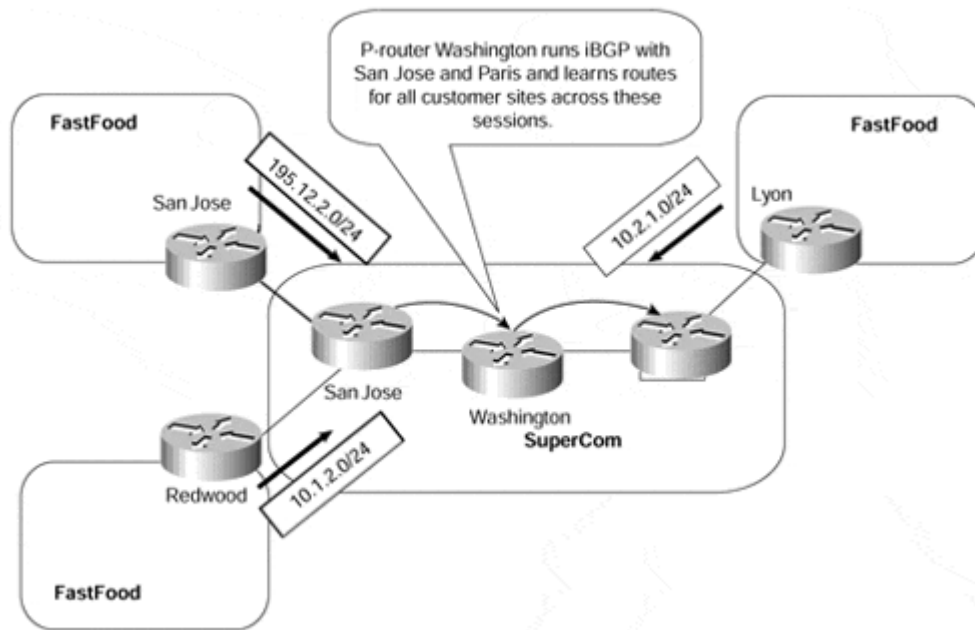 P-router Washington runs iBGP with
San Jose and Paris and learns routes
for all customer sites across these
sessions.
FastFood
FastFood
195.12.2.0/24
10.2.1.0/24
San Jose
Lyon
San Jose
Washington
SuperCom
Redwood
10.1.2.0/24
FastFood